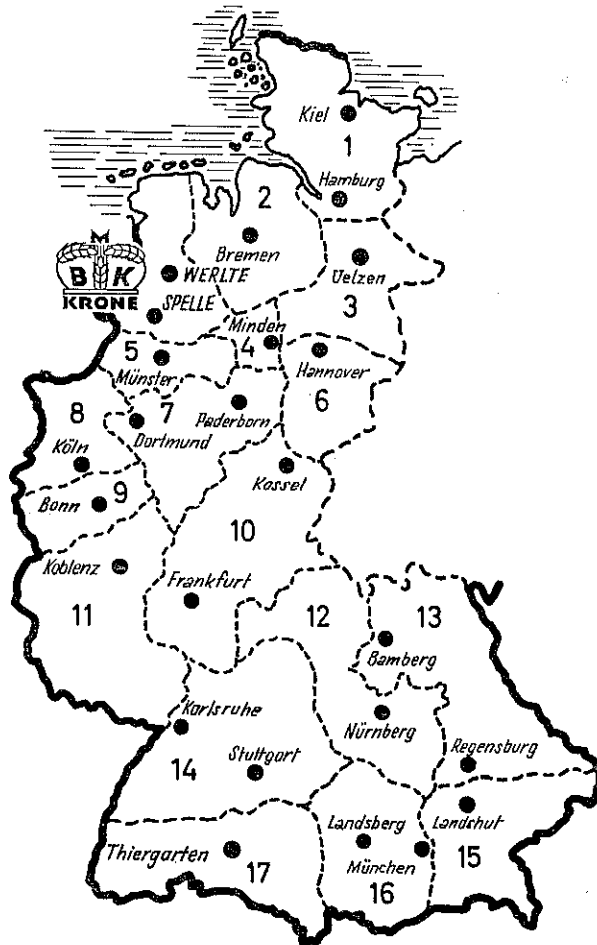 Kiel
1
Hamburg
2
Bremen
Uelzen
3
M
B K
KRONE
WERLTE
SPELLE
Minden
4
5
Münster
Hannover
6
8
7
Paderborn
Dortmund
Köln
Kassel
Bonn
9
10
Koblenz
Frankfurt
11
12
13
Bamberg
Karlsruhe
Nürnberg
Stuttgart
Regensburg
14
Landsberg
Landshut
Thiergarten
München
15
17
16